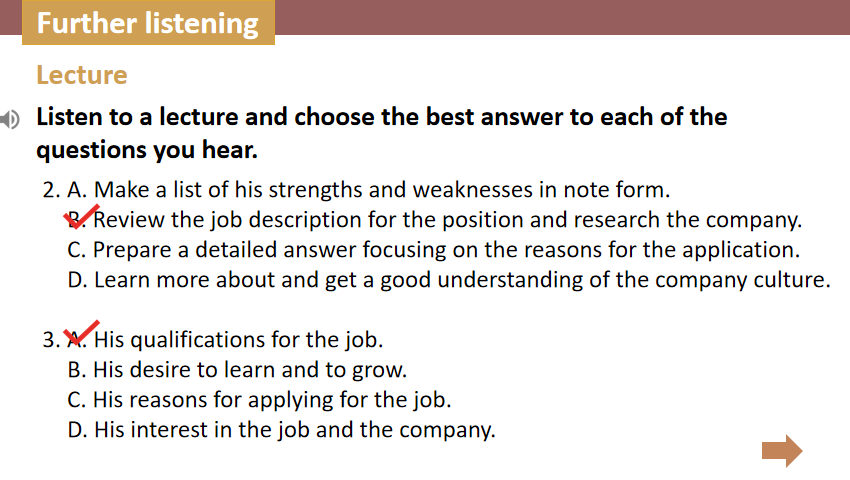 Further listening
Lecture
Listen to a lecture and choose the best answer to each of the
questions you hear.
2. A. Make a list of his strengths and weaknesses in note form.
B. Review the job description for the position and research the company.
C. Prepare a detailed answer focusing on the reasons for the application.
D. Learn more about and get a good understanding of the company culture.
3. A. His qualifications for the job.
B. His desire to learn and to grow.
C. His reasons for applying for the job.
D. His interest in the job and the company.